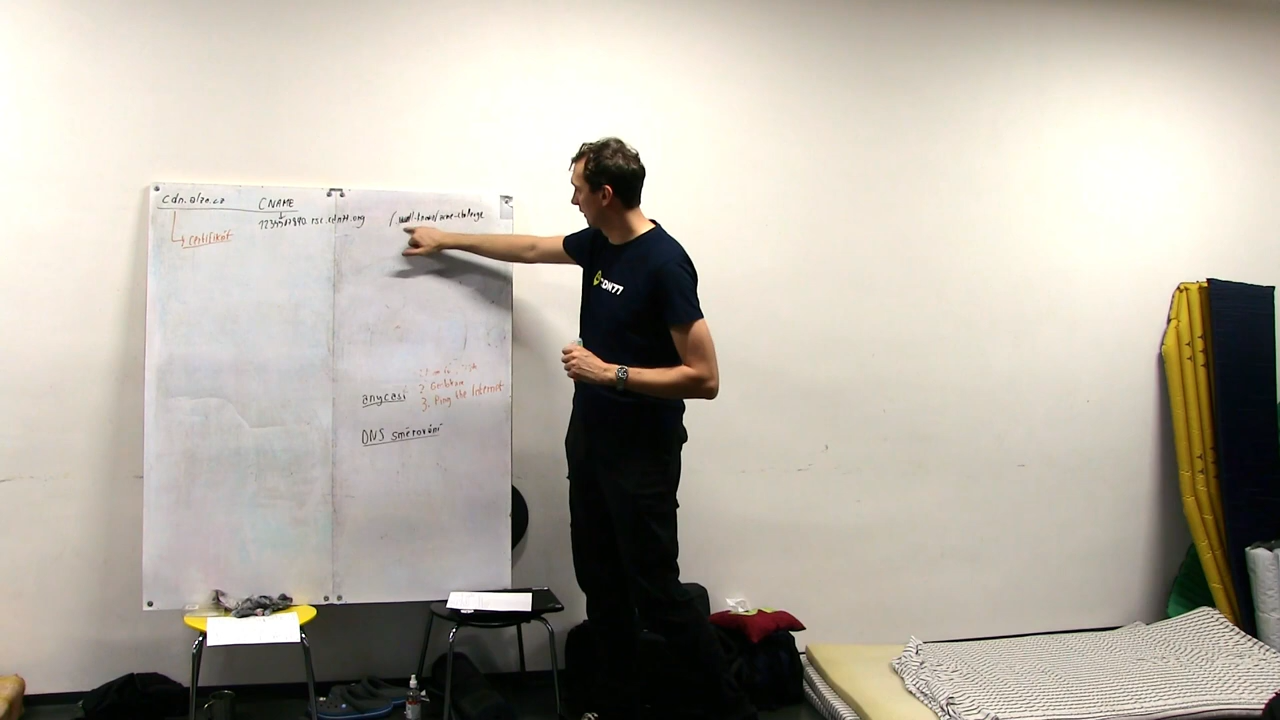 cdn.alza.cz CNAME
1234567890.rsc.cdn77.org
certifikát
/.well-known/acme-challenge
anycast
2. Geolokace
3. Ping the Internet
DNS směrování
CDN77